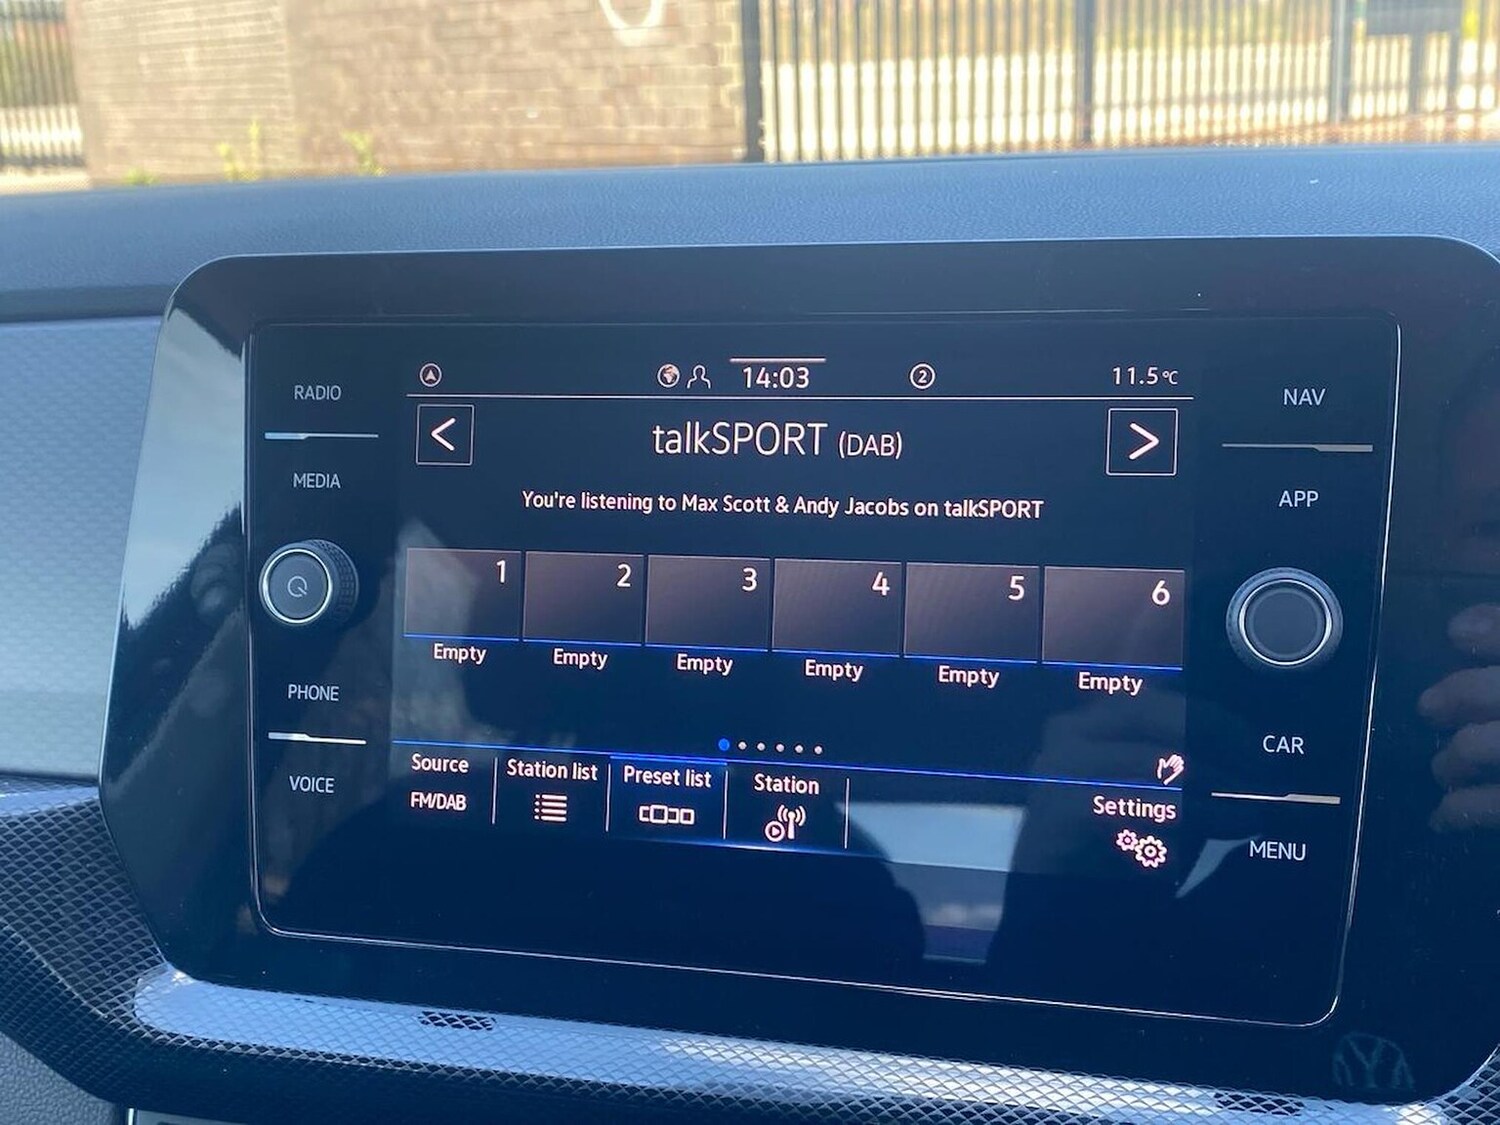 RADIO
MEDIA
PHONE
VOICE
14:03
2
11.5°C
<
talkSPORT (DAB)
>
You're listening to Max Scott & Andy Jacobs on talkSPORT
1 2 3 4 5 6
Empty Empty Empty Empty Empty Empty
Source Station list Preset list Station
FM/DAB
Settings
NAV
APP
CAR
MENU